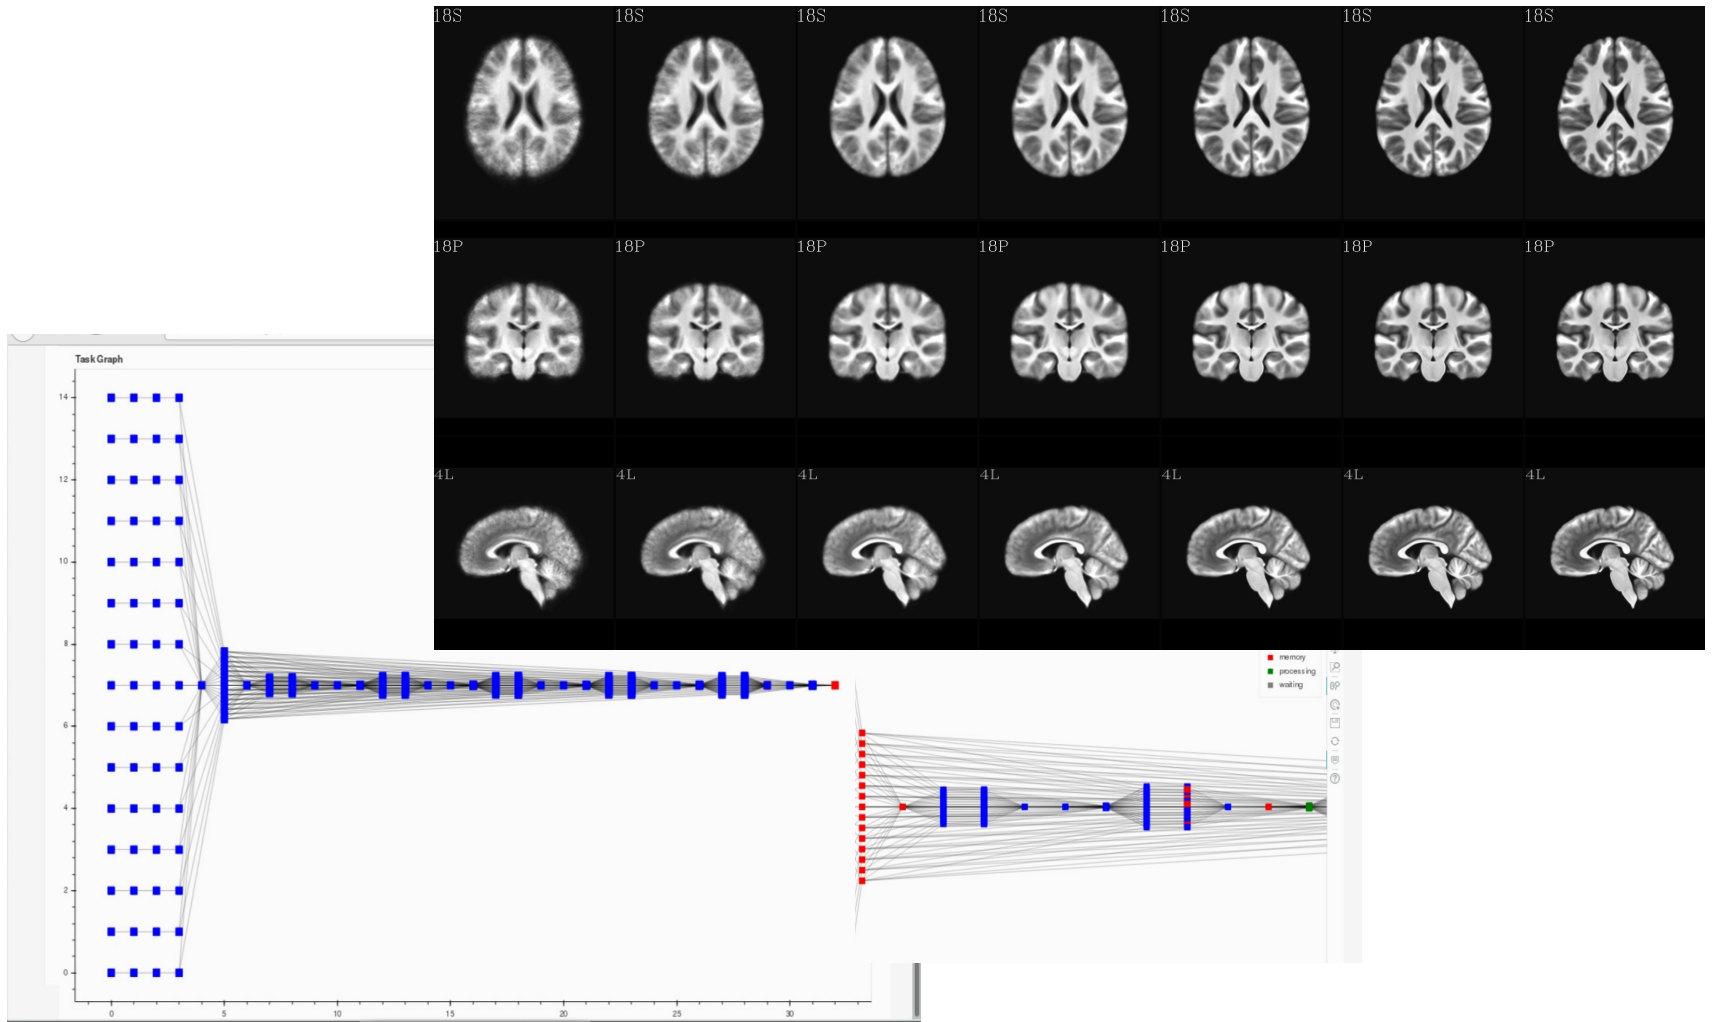 18S 18S 18S 18S 18S 18S 18S
18P 18P 18P 18P 18P 18P 18P
4L 4L 4L 4L 4L 4L 4L
Task Graph
14
12
10
8
6
4
2
0
0 5 10 15 20 25 30
memory
processing
waiting